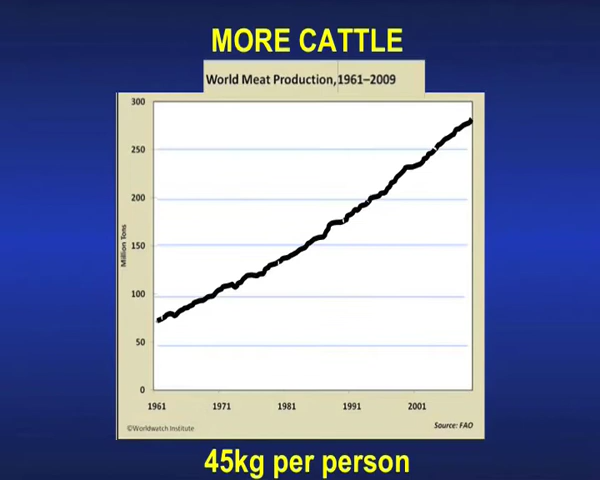 MORE CATTLE
World Meat Production, 1961–2009
300
250
200
150
100
50
0
Million Tons
1961 1971 1981 1991 2001
©Worldwatch Institute Source: FAO
45kg per person